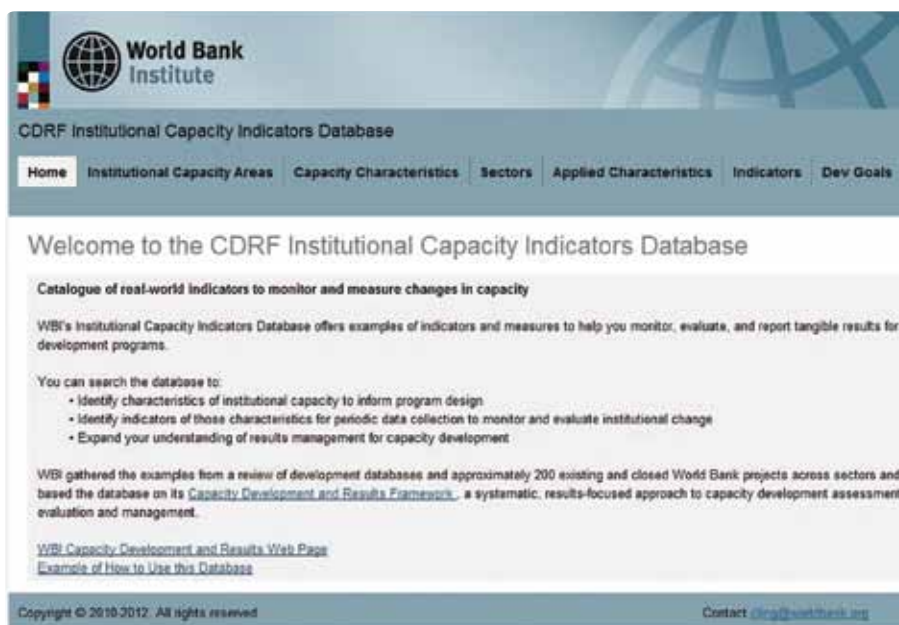 World Bank
Institute
CDRF Institutional Capacity Indicators Database
Home Institutional Capacity Areas Capacity Characteristics Sectors Applied Characteristics Indicators Dev Goals
Welcome to the CDRF Institutional Capacity Indicators Database
Catalogue of real-world indicators to monitor and measure changes in capacity
WBI's Institutional Capacity Indicators Database offers examples of indicators and measures to help you monitor, evaluate, and report tangible results for
development programs.
You can search the database to:
• Identify characteristics of institutional capacity to inform program design
• Identify indicators of those characteristics for periodic data collection to monitor and evaluate institutional change
• Expand your understanding of results management for capacity development
WBI gathered the examples from a review of development databases and approximately 200 existing and closed World Bank projects across sectors and
based the database on its Capacity Development and Results Framework , a systematic, results-focused approach to capacity development assessment
evaluation and management.
WBI Capacity Development and Results Web Page
Example of How to Use this Database
Copyright © 2010-2012. All rights reserved Contact